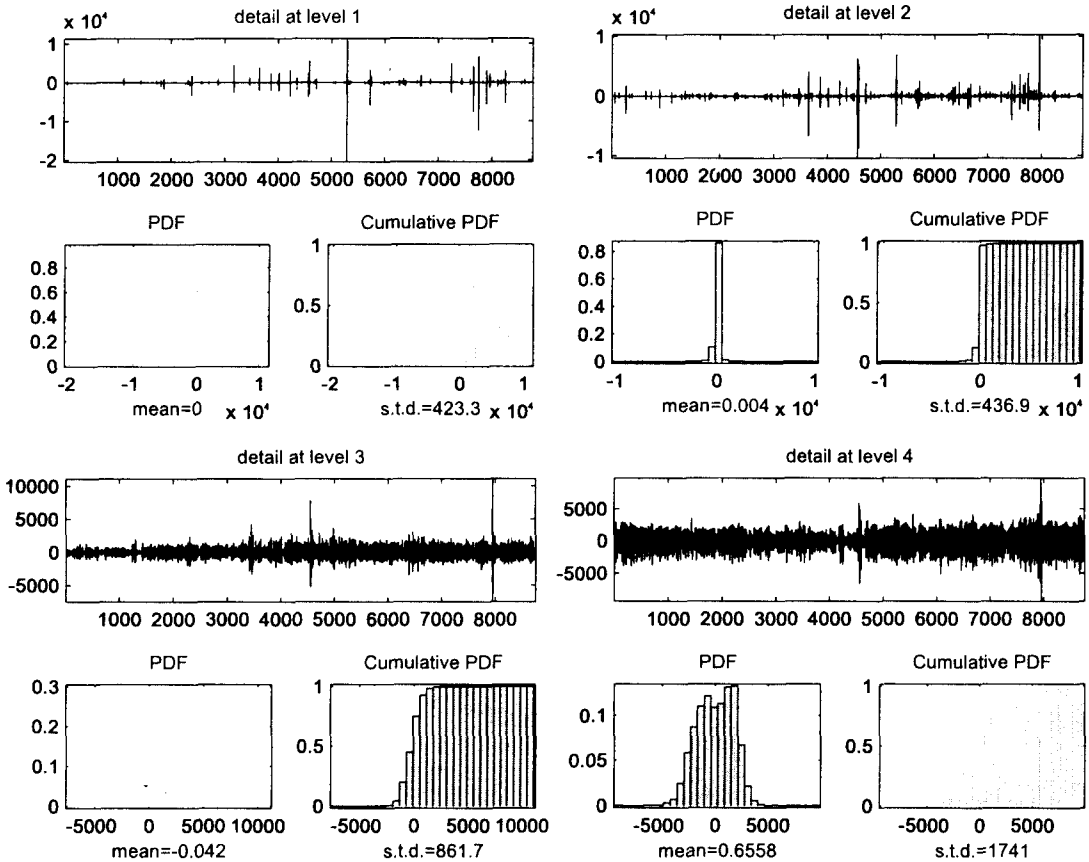 detail at level 1
x 10⁴
1
0
-1
-2
1000 2000 3000 4000 5000 6000 7000 8000
detail at level 2
x 10⁴
1
0
-1
1000 2000 3000 4000 5000 6000 7000 8000
PDF
0.8
0.6
0.4
0.2
0
-2 -1 0 1
mean=0 x 10⁴
Cumulative PDF
1
0.5
0
-2 -1 0 1
s.t.d.=423.3 x 10⁴
PDF
0.8
0.6
0.4
0.2
0
-1 0 1
mean=0.004 x 10⁴
Cumulative PDF
1
0.5
0
-1 0 1
s.t.d.=436.9 x 10⁴
detail at level 3
10000
5000
0
-5000
1000 2000 3000 4000 5000 6000 7000 8000
detail at level 4
5000
0
-5000
1000 2000 3000 4000 5000 6000 7000 8000
PDF
0.3
0.2
0.1
0
-5000 0 5000 10000
mean=-0.042
Cumulative PDF
1
0.5
0
-5000 0 5000 10000
s.t.d.=861.7
PDF
0.1
0.05
0
-5000 0 5000
mean=0.6558
Cumulative PDF
1
0.5
0
-5000 0 5000
s.t.d.=1741